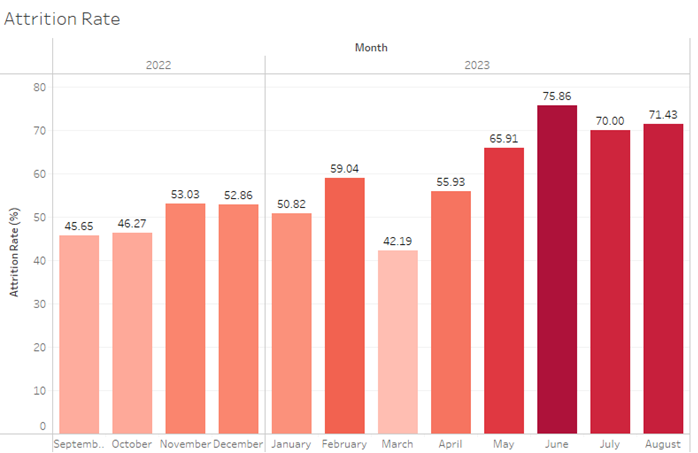 Attrition Rate
Month
2022 2023
Attrition Rate (%)
80
70
60
50
40
30
20
10
0
45.65 46.27 53.03 52.86 50.82 59.04 42.19 55.93 65.91 75.86 70.00 71.43
Septemb.. October November December January February March April May June July August